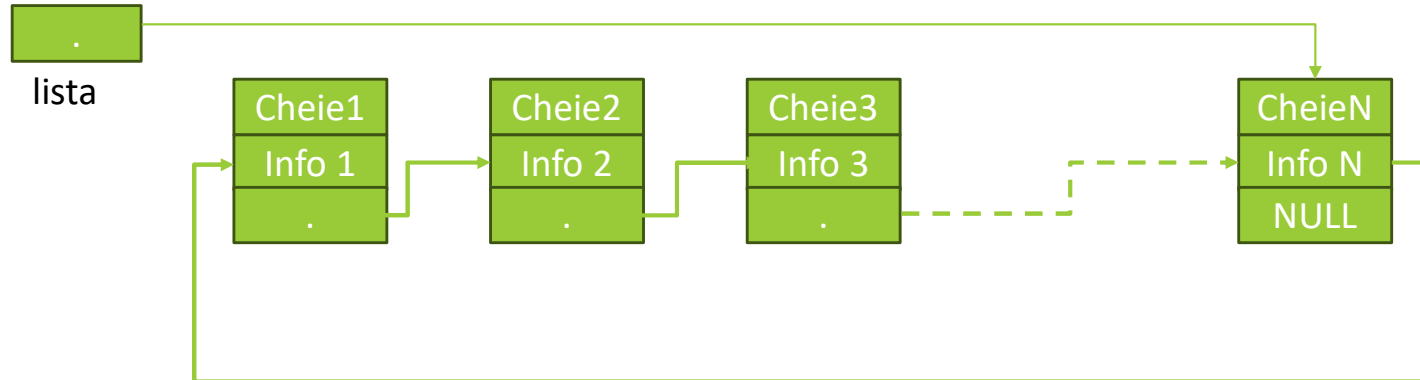 .
lista
Cheie1
Info 1
.
Cheie2
Info 2
.
Cheie3
Info 3
.
CheieN
Info N
NULL